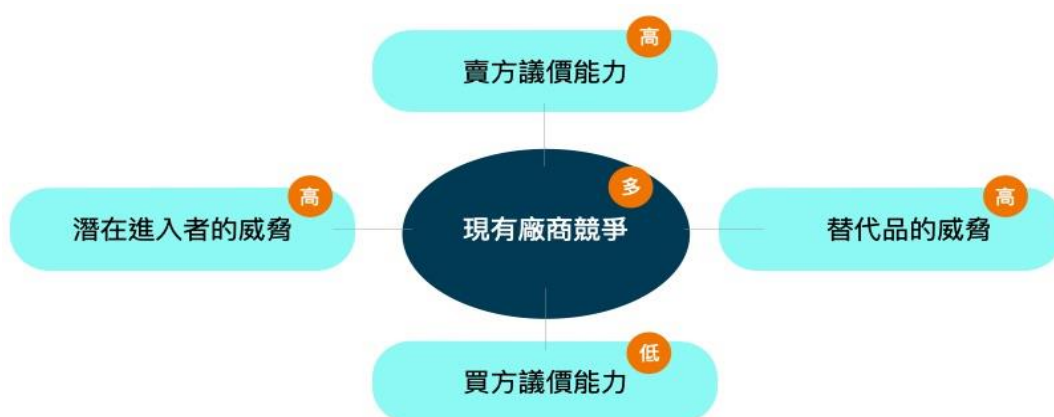 高
賣方議價能力
高
潛在進入者的威脅
多
現有廠商競爭
高
替代品的威脅
低
買方議價能力